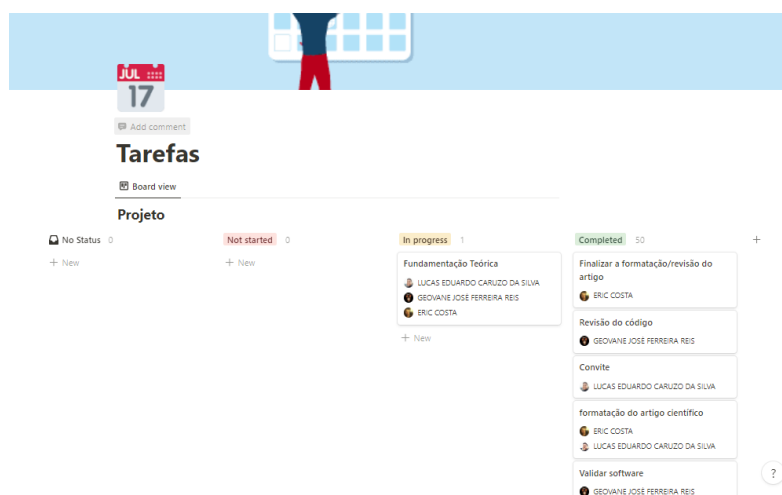 JUL
17
Add comment
Tarefas
Board view
Projeto
No Status 0
+ New
Not started 0
+ New
In progress 1
Fundamentação Teórica
LUCAS EDUARDO CARUZO DA SILVA
GEOVANE JOSÉ FERREIRA REIS
ERIC COSTA
+ New
Completed 50
+
Finalizar a formatação/revisão do
artigo
ERIC COSTA
Revisão do código
GEOVANE JOSÉ FERREIRA REIS
Convite
LUCAS EDUARDO CARUZO DA SILVA
formatação do artigo científico
ERIC COSTA
LUCAS EDUARDO CARUZO DA SILVA
Validar software
GEOVANE JOSÉ FERREIRA REIS
?